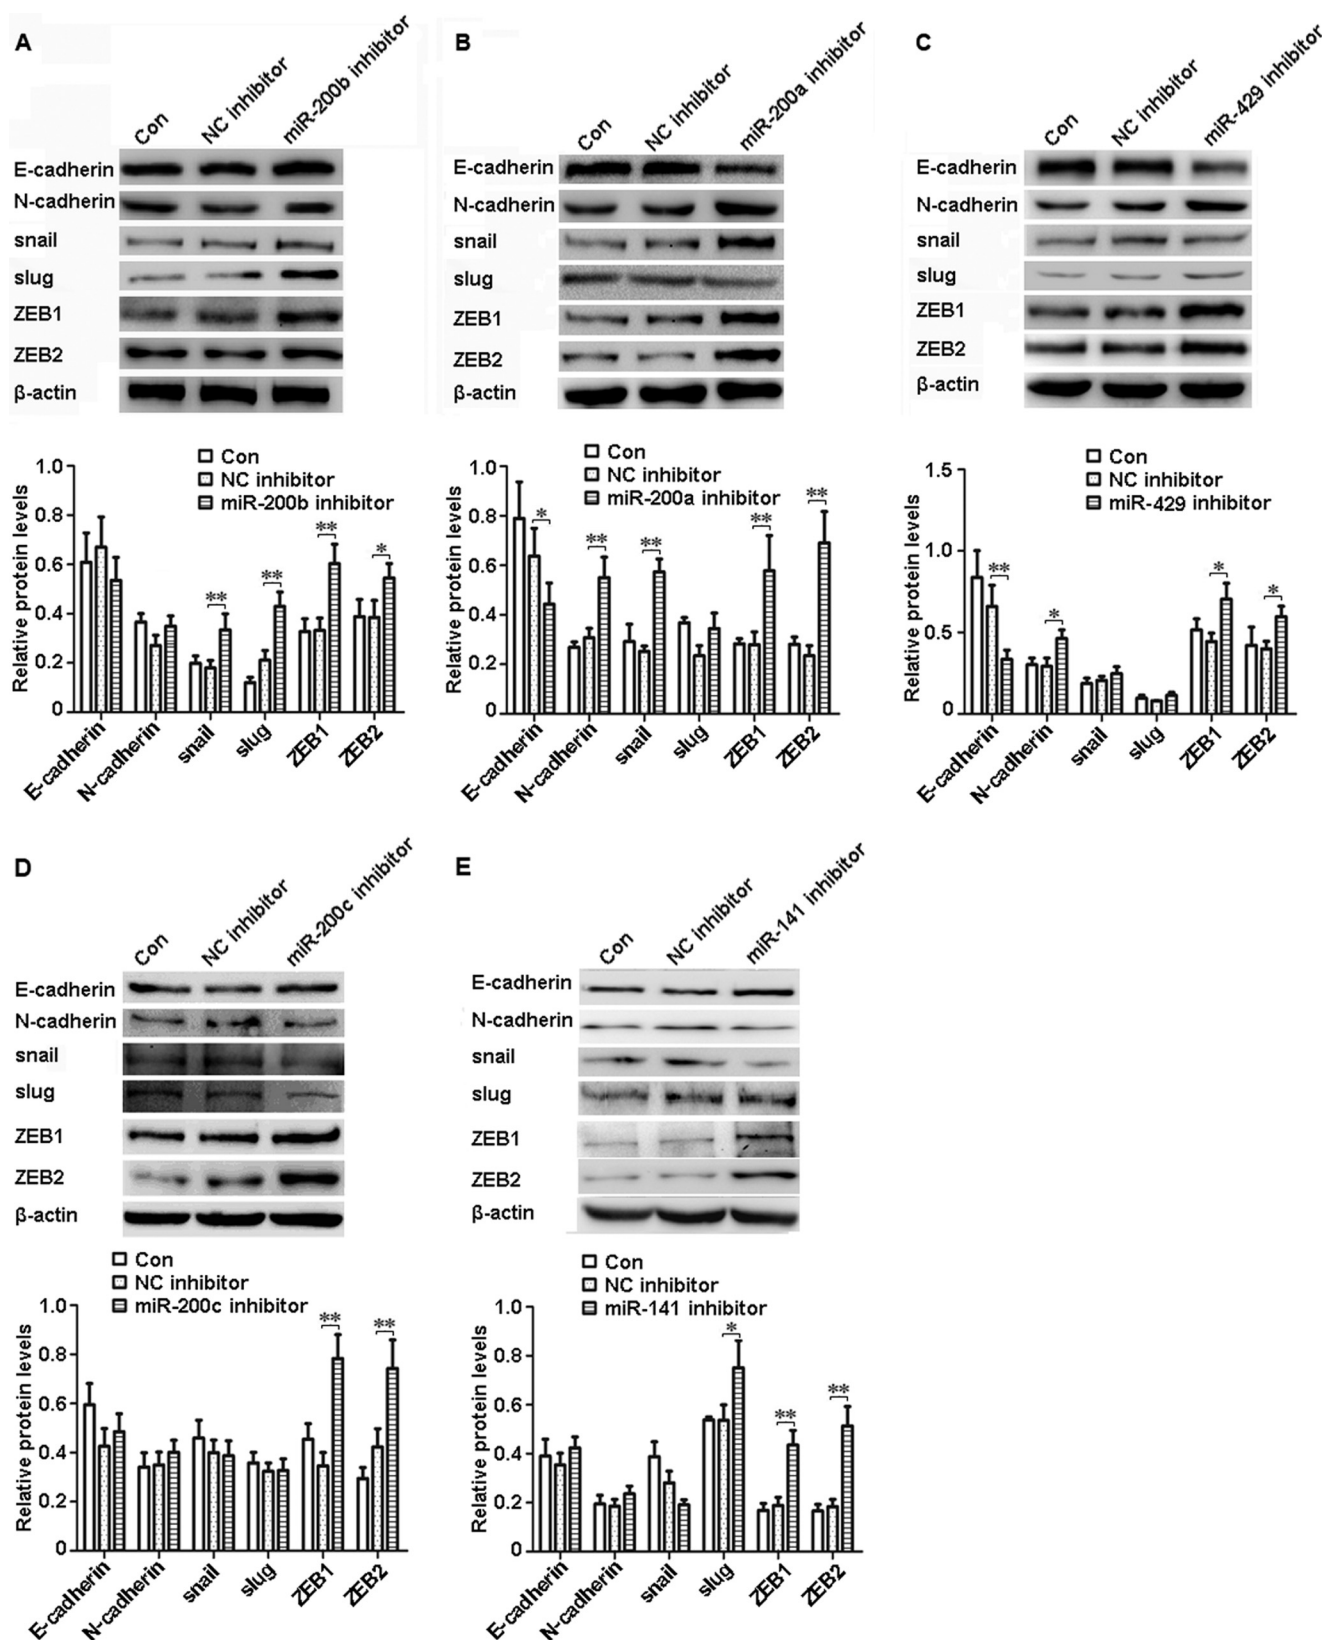 A
Con
NC inhibitor
miR-200b inhibitor
E-cadherin
N-cadherin
snail
slug
ZEB1
ZEB2
β-actin
Con
NC inhibitor
miR-200b inhibitor
Relative protein levels
1.0
0.8
0.6
0.4
0.2
0
**
**
**
*
E-cadherin
N-cadherin
snail
slug
ZEB1
ZEB2
B
Con
NC inhibitor
miR-200a inhibitor
E-cadherin
N-cadherin
snail
slug
ZEB1
ZEB2
β-actin
Con
NC inhibitor
miR-200a inhibitor
Relative protein levels
1.0
0.8
0.6
0.4
0.2
0
*
**
**
**
**
E-cadherin
N-cadherin
snail
slug
ZEB1
ZEB2
C
Con
NC inhibitor
miR-429 inhibitor
E-cadherin
N-cadherin
snail
slug
ZEB1
ZEB2
β-actin
Con
NC inhibitor
miR-429 inhibitor
Relative protein levels
1.5
1.0
0.5
0
**
*
*
*
E-cadherin
N-cadherin
snail
slug
ZEB1
ZEB2
D
Con
NC inhibitor
miR-200c inhibitor
E-cadherin
N-cadherin
snail
slug
ZEB1
ZEB2
β-actin
Con
NC inhibitor
miR-200c inhibitor
Relative protein levels
1.0
0.8
0.6
0.4
0.2
0
**
**
E-cadherin
N-cadherin
snail
slug
ZEB1
ZEB2
E
Con
NC inhibitor
miR-141 inhibitor
E-cadherin
N-cadherin
snail
slug
ZEB1
ZEB2
β-actin
Con
NC inhibitor
miR-141 inhibitor
Relative protein levels
1.0
0.8
0.6
0.4
0.2
0
*
**
**
E-cadherin
N-cadherin
snail
slug
ZEB1
ZEB2